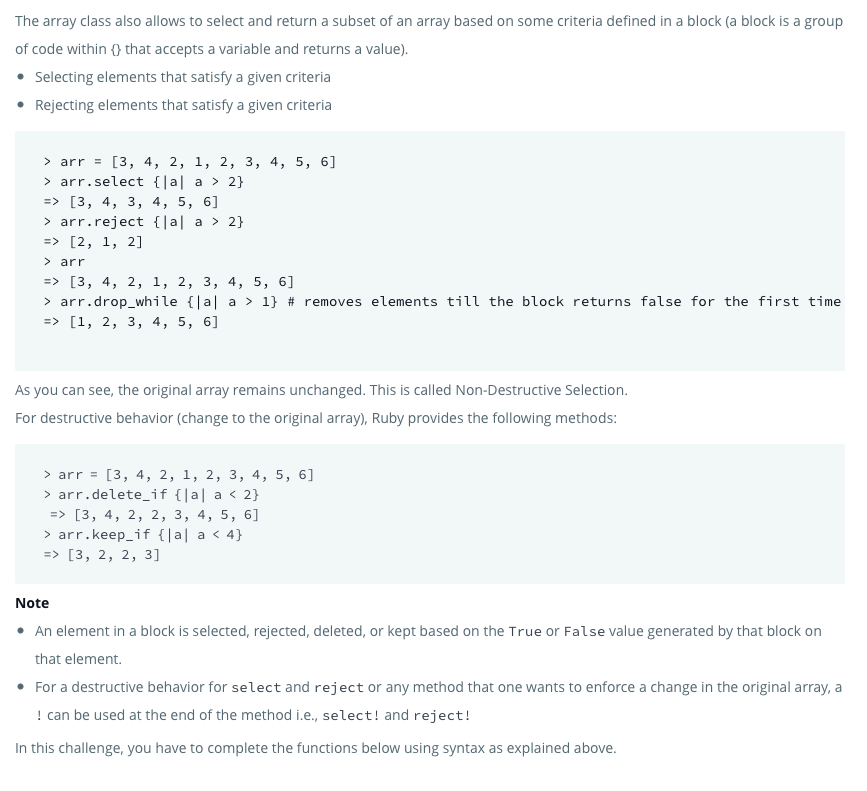 The array class also allows to select and return a subset of an array based on some criteria defined in a block (a block is a group
of code within {} that accepts a variable and returns a value).
• Selecting elements that satisfy a given criteria
• Rejecting elements that satisfy a given criteria
> arr = [3, 4, 2, 1, 2, 3, 4, 5, 6]
> arr.select {|a| a > 2}
=> [3, 4, 3, 4, 5, 6]
> arr.reject {|a| a > 2}
=> [2, 1, 2]
> arr
=> [3, 4, 2, 1, 2, 3, 4, 5, 6]
> arr.drop_while {|a| a > 1} # removes elements till the block returns false for the first time
=> [1, 2, 3, 4, 5, 6]
As you can see, the original array remains unchanged. This is called Non-Destructive Selection.
For destructive behavior (change to the original array), Ruby provides the following methods:
> arr = [3, 4, 2, 1, 2, 3, 4, 5, 6]
> arr.delete_if {|a| a < 2}
=> [3, 4, 2, 2, 3, 4, 5, 6]
> arr.keep_if {|a| a < 4}
=> [3, 2, 2, 3]
Note
• An element in a block is selected, rejected, deleted, or kept based on the True or False value generated by that block on
that element.
• For a destructive behavior for select and reject or any method that one wants to enforce a change in the original array, a
! can be used at the end of the method i.e., select! and reject!
In this challenge, you have to complete the functions below using syntax as explained above.